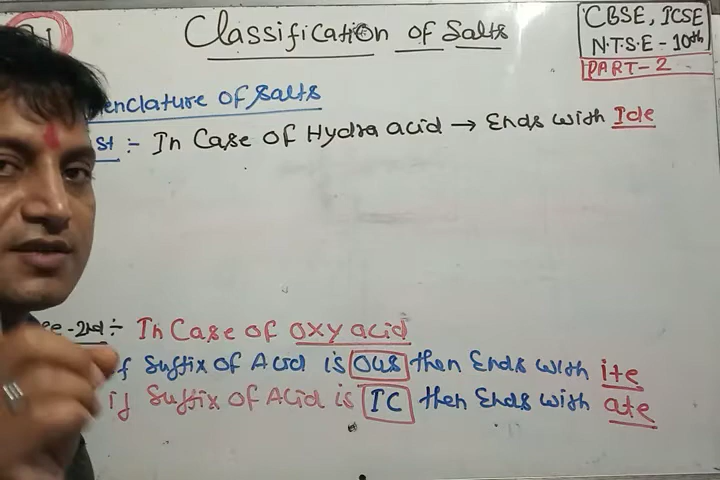 Classification of Salts
CBSE, ICSE
N.T.S.E - 10th
PART-2
enclature of Salts
st :- In Case of Hydra acid → Ends with Ide
se-2nd :- In Case of oxy acid
if Suffix of Acid is OUS then Ends with ite
if Suffix of Acid is IC then Ends with ate